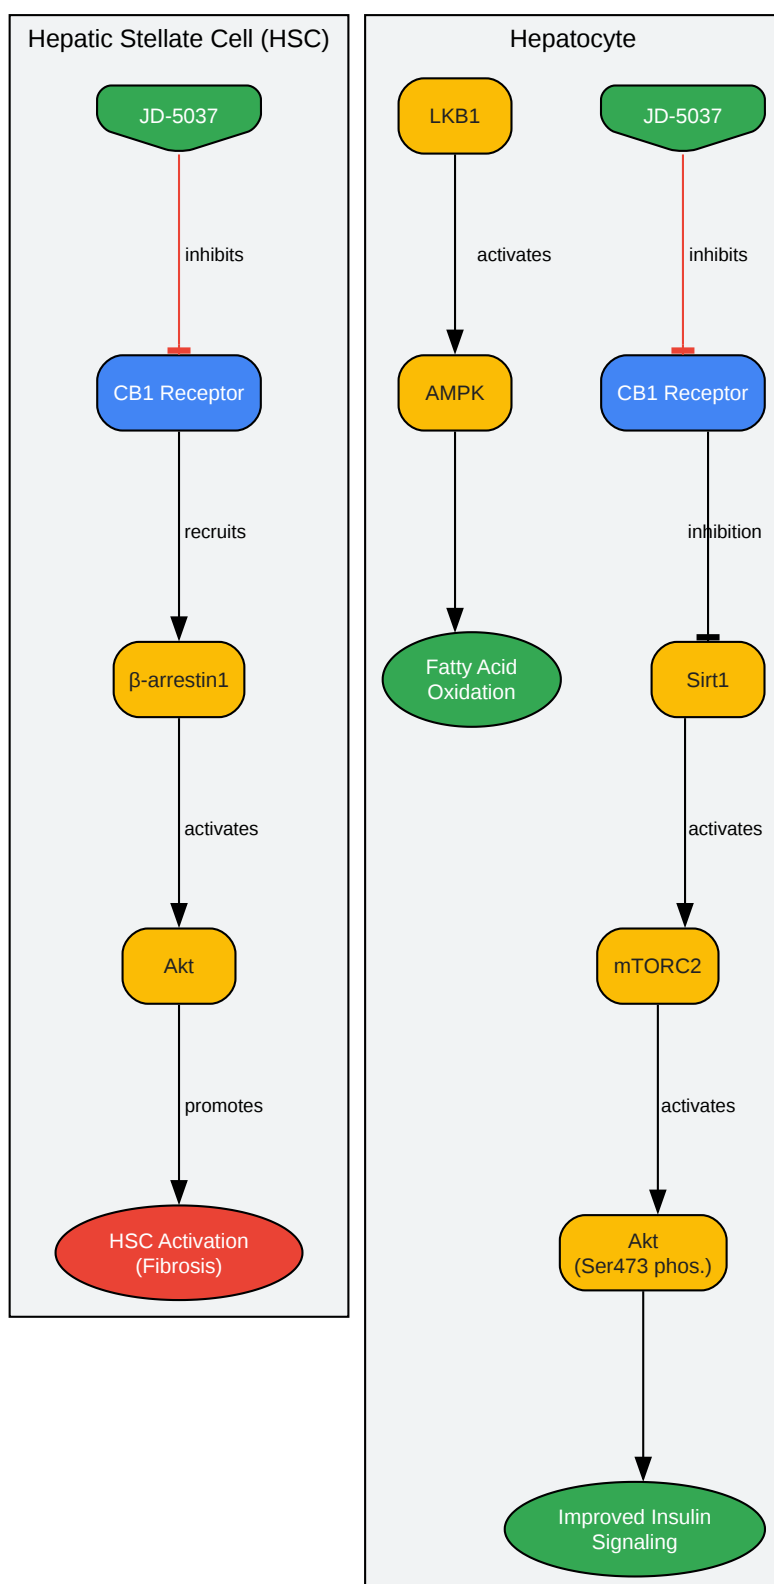 Hepatic Stellate Cell (HSC)
JD-5037
inhibits
CB1 Receptor
recruits
β-arrestin1
activates
Akt
promotes
HSC Activation
(Fibrosis)
Hepatocyte
LKB1
activates
AMPK
Fatty Acid
Oxidation
JD-5037
inhibits
CB1 Receptor
inhibition
Sirt1
activates
mTORC2
activates
Akt
(Ser473 phos.)
Improved Insulin
Signaling